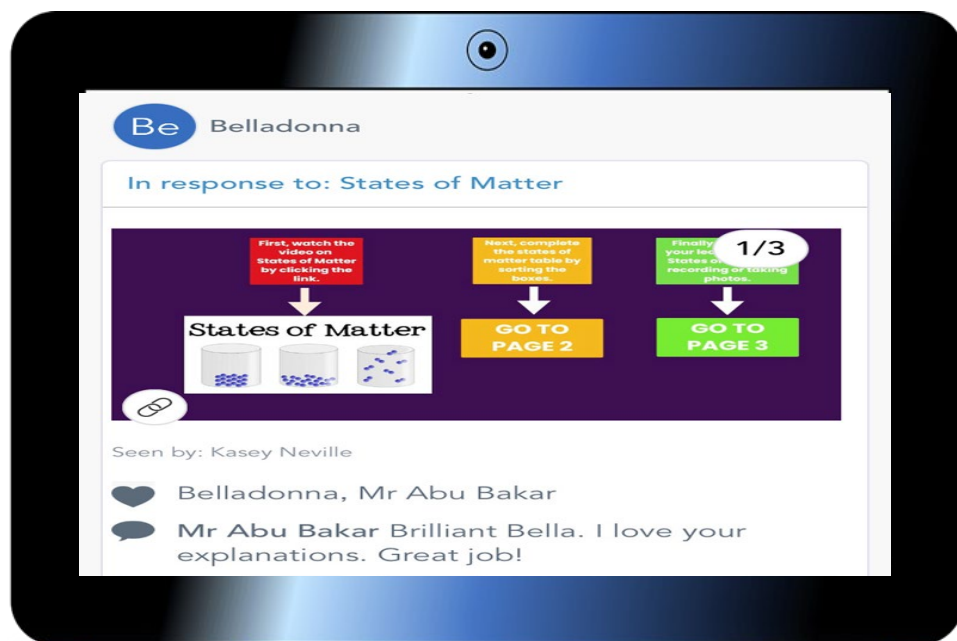 Be Belladonna
In response to: States of Matter
First, watch the
video on
States of Matter
by clicking the
link.
Next, complete
the states of
matter table by
sorting the
boxes.
Finally
your
States
recording or taking
photos.
1/3
States of Matter
GO TO
PAGE 2
GO TO
PAGE 3
Seen by: Kasey Neville
Belladonna, Mr Abu Bakar
Mr Abu Bakar Brilliant Bella. I love your
explanations. Great job!